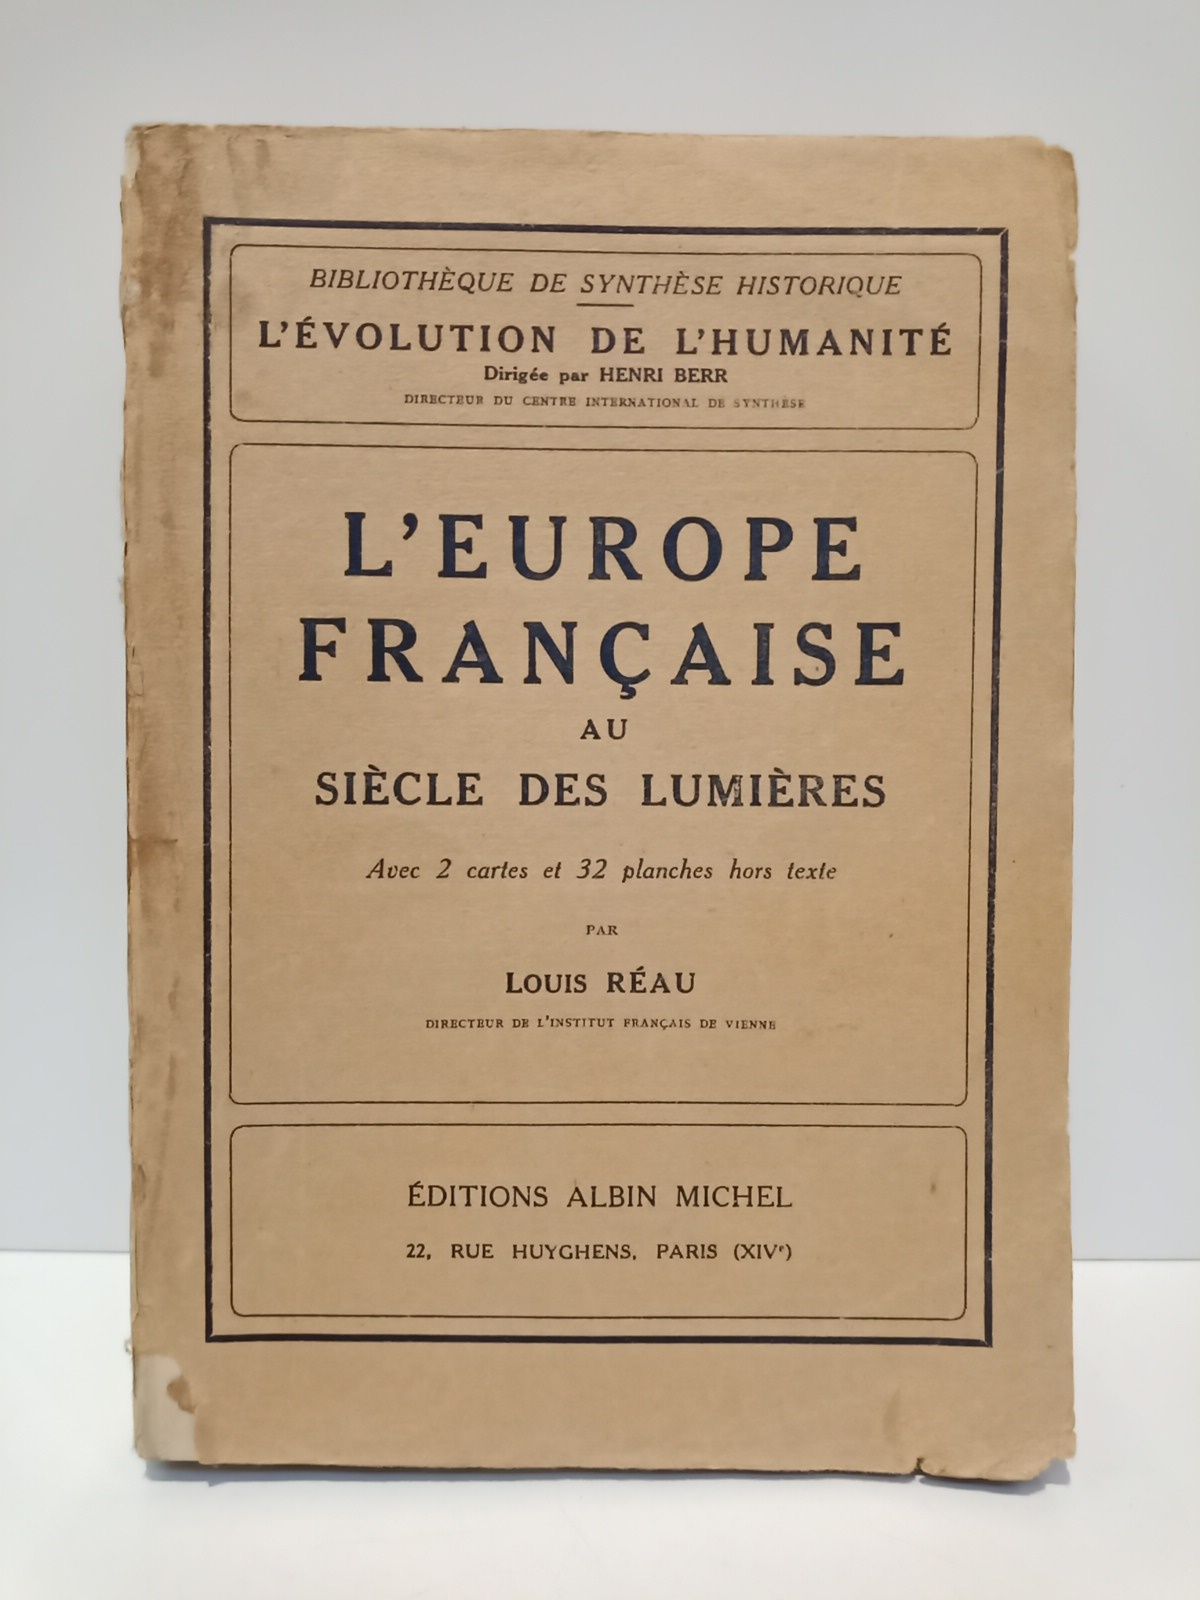 BIBLIOTHÈQUE DE SYNTHÈSE HISTORIQUE
L'ÉVOLUTION DE L'HUMANITÉ
Dirigée par HENRI BERR
DIRECTEUR DU CENTRE INTERNATIONAL DE SYNTHÈSE
L'EUROPE
FRANÇAISE
AU
SIÈCLE DES LUMIÈRES
Avec 2 cartes et 32 planches hors texte
PAR
LOUIS RÉAU
DIRECTEUR DE L'INSTITUT FRANÇAIS DE VIENNE
ÉDITIONS ALBIN MICHEL
22, RUE HUYGHENS, PARIS (XIVe)